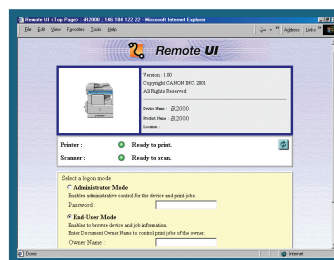 Remote UI <Top Page> : iR2000 : 146.184.122.22 - Microsoft Internet Explorer
File Edit View Favorites Tools Help
Address Links
Remote UI
Version : 1.00
Copyright CANON INC. 2001
All Rights Reserved
Device Name : iR2000
Product Name : iR2000
Location :
Printer : Ready to print.
Scanner : Ready to scan.
Select a logon mode
Administrator Mode
Enables administrative control for the device and print jobs.
Password :
End-User Mode
Enables to browse device and job information.
Enter Document Owner Name to control print jobs of the owner.
Owner Name :
Done
Internet